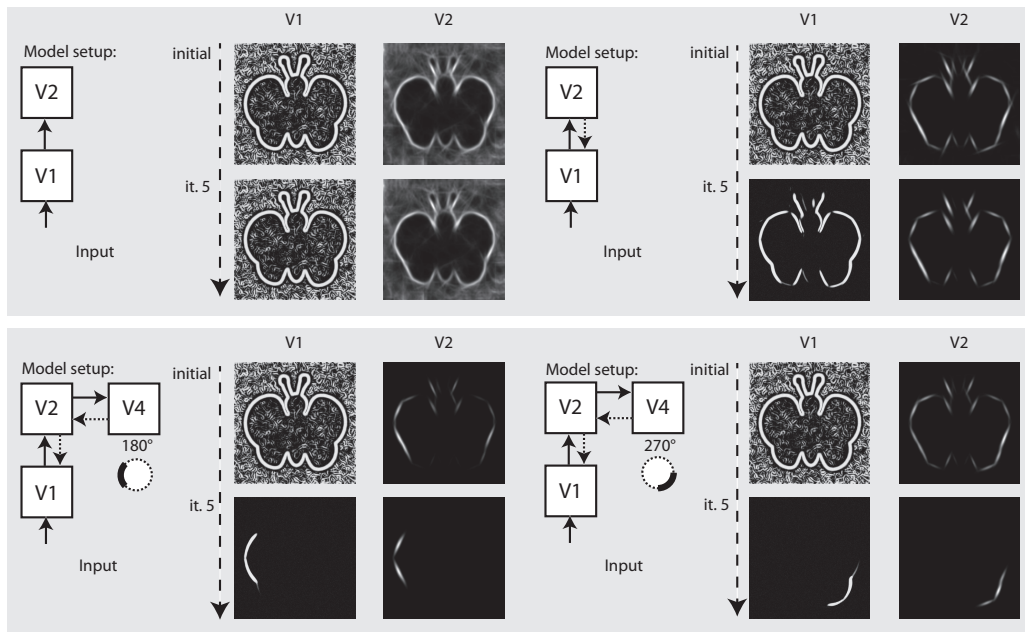 V1 V2
Model setup:
initial
V2
V1
it. 5
Input
V1 V2
Model setup:
initial
V2
V1
it. 5
Input
V1 V2
Model setup:
initial
V2 V4
180°
V1
it. 5
Input
V1 V2
Model setup:
initial
V2 V4
270°
V1
it. 5
Input